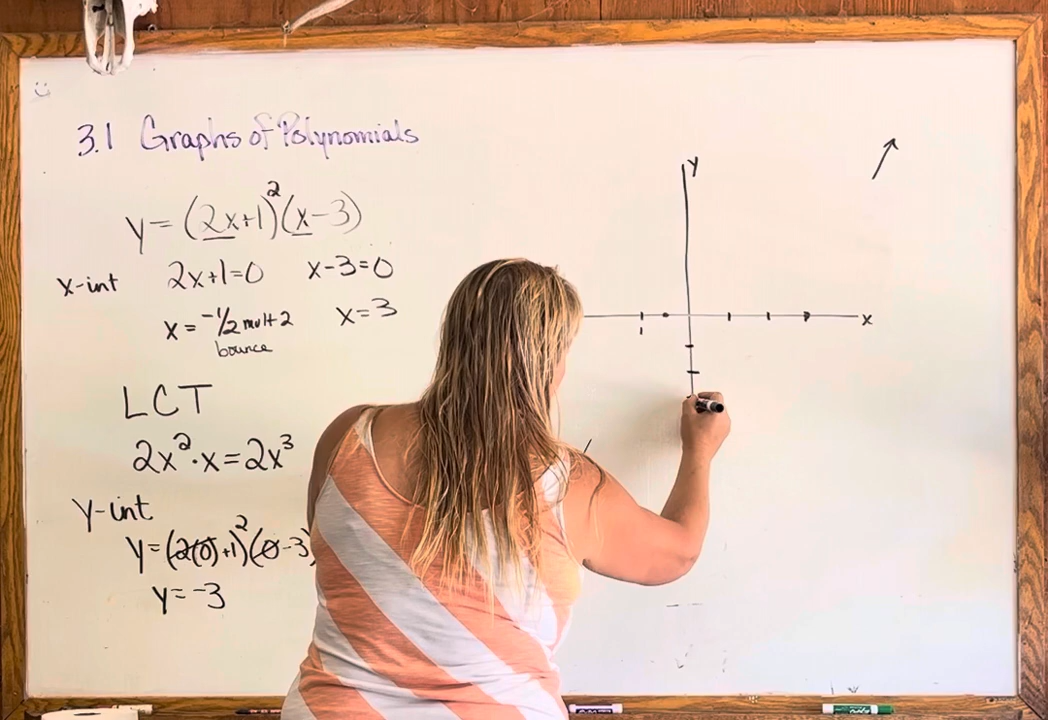 3.1 Graphs of Polynomials
y = (2x+1)²(x-3)
x-int 2x+1=0 x-3=0
x = -1/2 mult 2 x=3
bounce
LCT
2x²·x=2x³
y-int
y=(2(0)+1)²(0-3)
y=-3
y
x